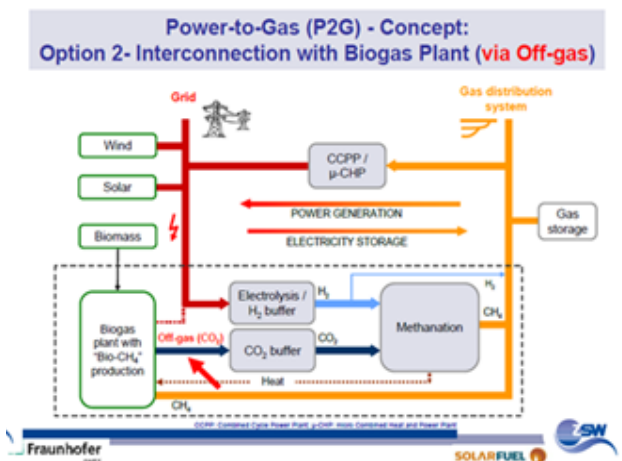 Power-to-Gas (P2G) - Concept:
Option 2- Interconnection with Biogas Plant (via Off-gas)
Grid
Gas distribution
system
Wind
CCPP /
μ-CHP
Solar
POWER GENERATION
Gas
storage
Biomass
ELECTRICITY STORAGE
Electrolysis /
H₂ buffer
H₂
H₂
Biogas
plant with
"Bio-CH₄"
production
Off-gas (CO₂)
CO₂ buffer
CO₂
Methanation
CH₄
Heat
CH₄
CCPP: Combined Cycle Power Plant, μ-CHP: micro Combined Heat and Power Plant
Fraunhofer
SOLARFUEL
ZSW